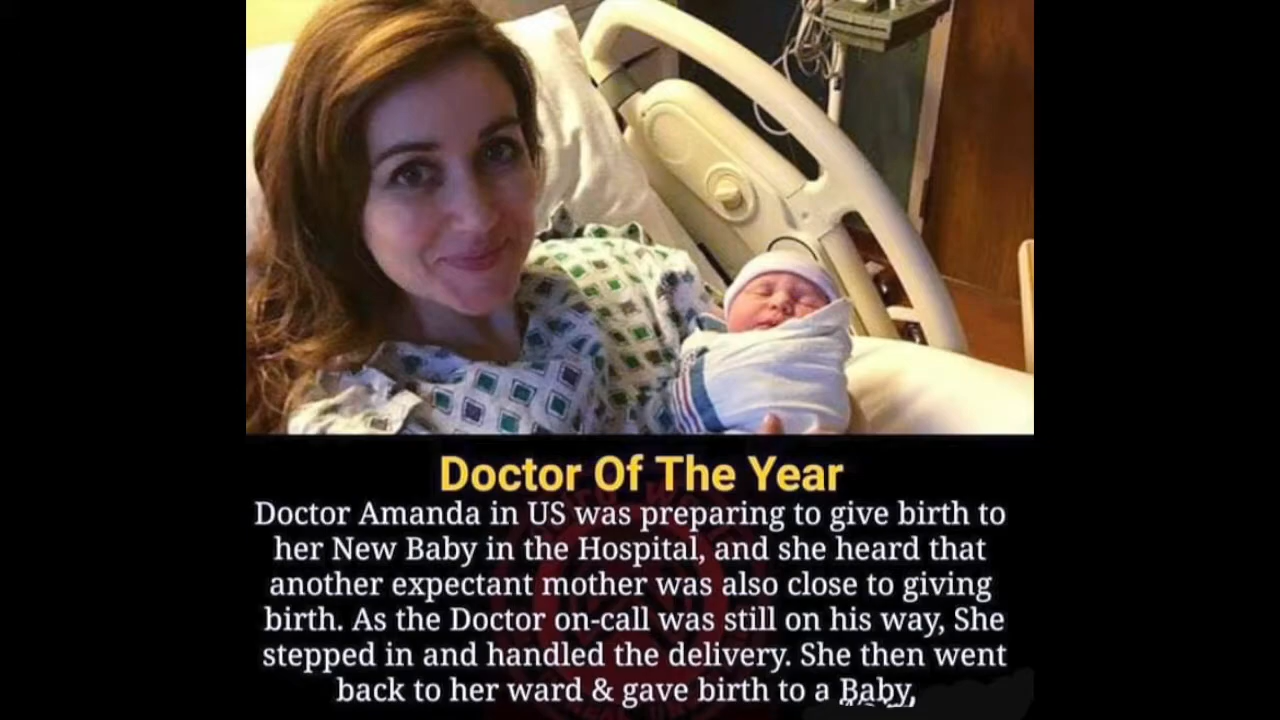 Doctor Of The Year
Doctor Amanda in US was preparing to give birth to
her New Baby in the Hospital, and she heard that
another expectant mother was also close to giving
birth. As the Doctor on-call was still on his way, She
stepped in and handled the delivery. She then went
back to her ward & gave birth to a Baby,